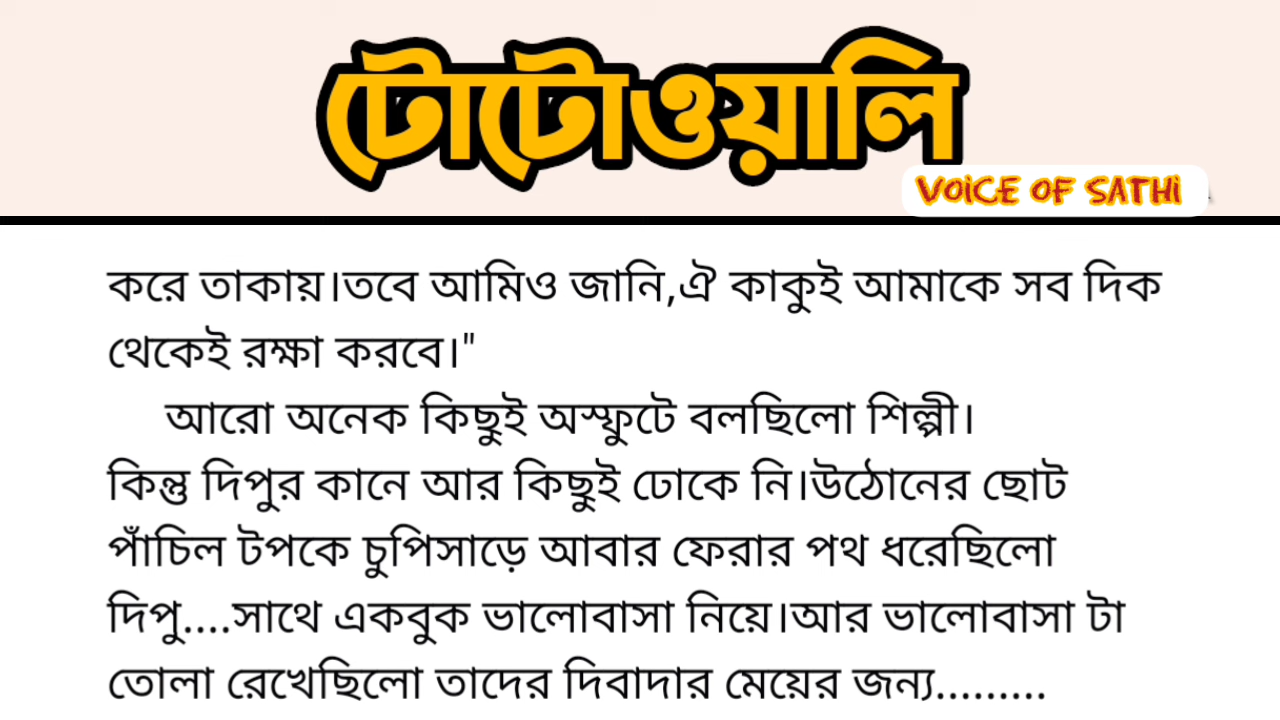 টোটোওয়ালি
VOICE OF SATHI
করে তাকায়।তবে আমিও জানি,ঐ কাকুই আমাকে সব দিক
থেকেই রক্ষা করবে।"
আরো অনেক কিছুই অস্ফুটে বলছিলো শিল্পী।
কিন্তু দিপুর কানে আর কিছুই ঢোকে নি।উঠোনের ছোট
পাঁচিল টপকে চুপিসাড়ে আবার ফেরার পথ ধরেছিলো
দিপু....সাথে একবুক ভালোবাসা নিয়ে।আর ভালোবাসা টা
তোলা রেখেছিলো তাদের দিবাদার মেয়ের জন্য.........